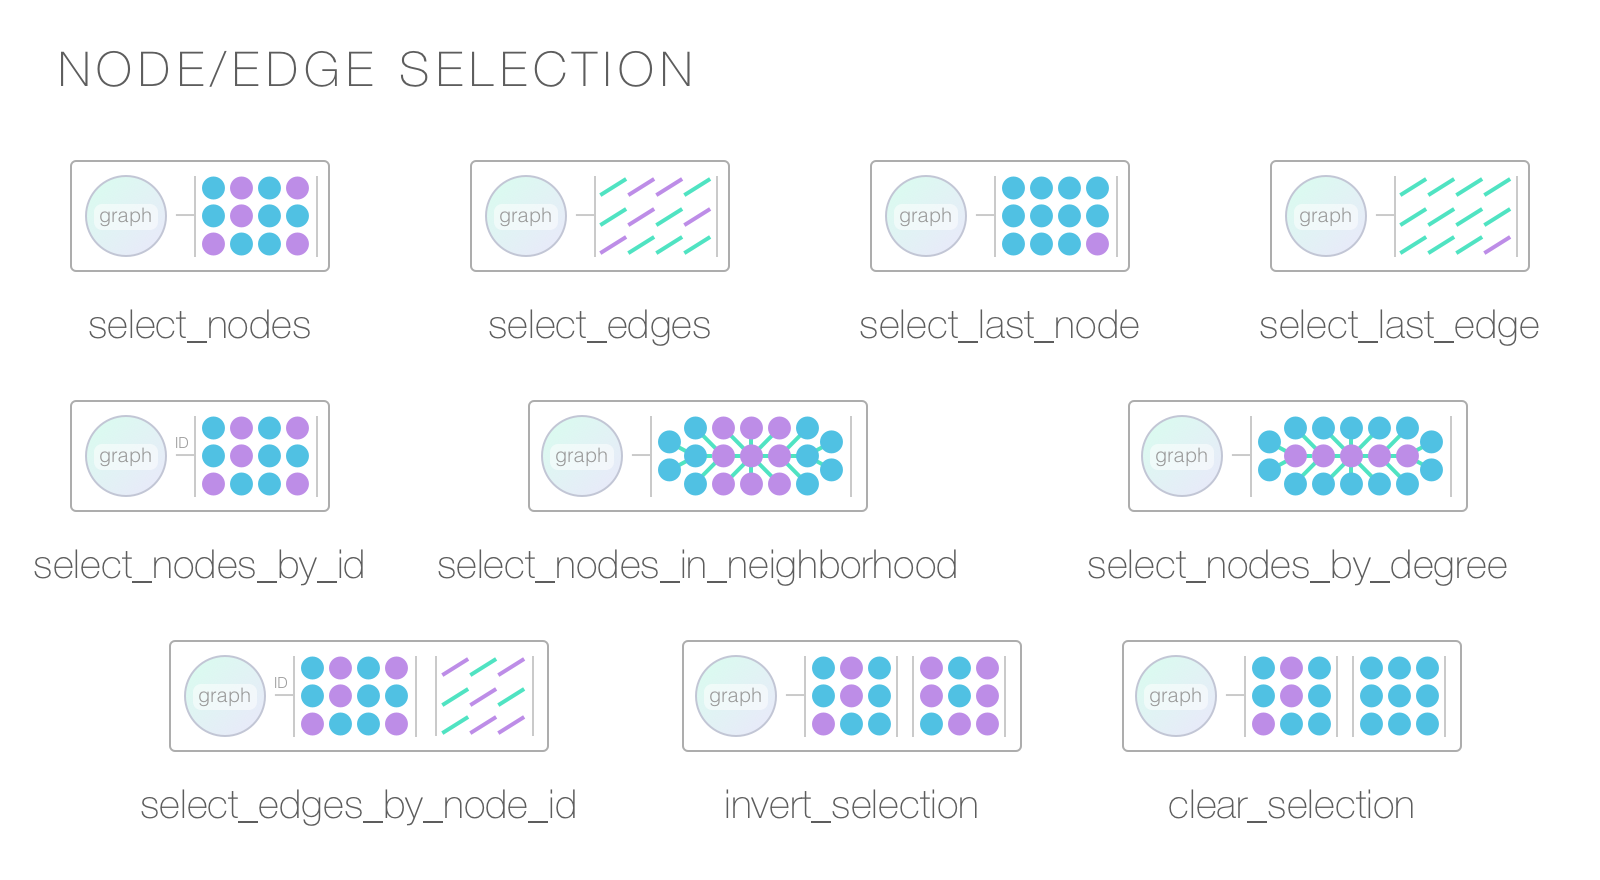 NODE/EDGE SELECTION
graph
graph
graph
graph
select_nodes
select_edges
select_last_node
select_last_edge
graph
ID
graph
graph
select_nodes_by_id
select_nodes_in_neighborhood
select_nodes_by_degree
graph
ID
graph
graph
select_edges_by_node_id
invert_selection
clear_selection